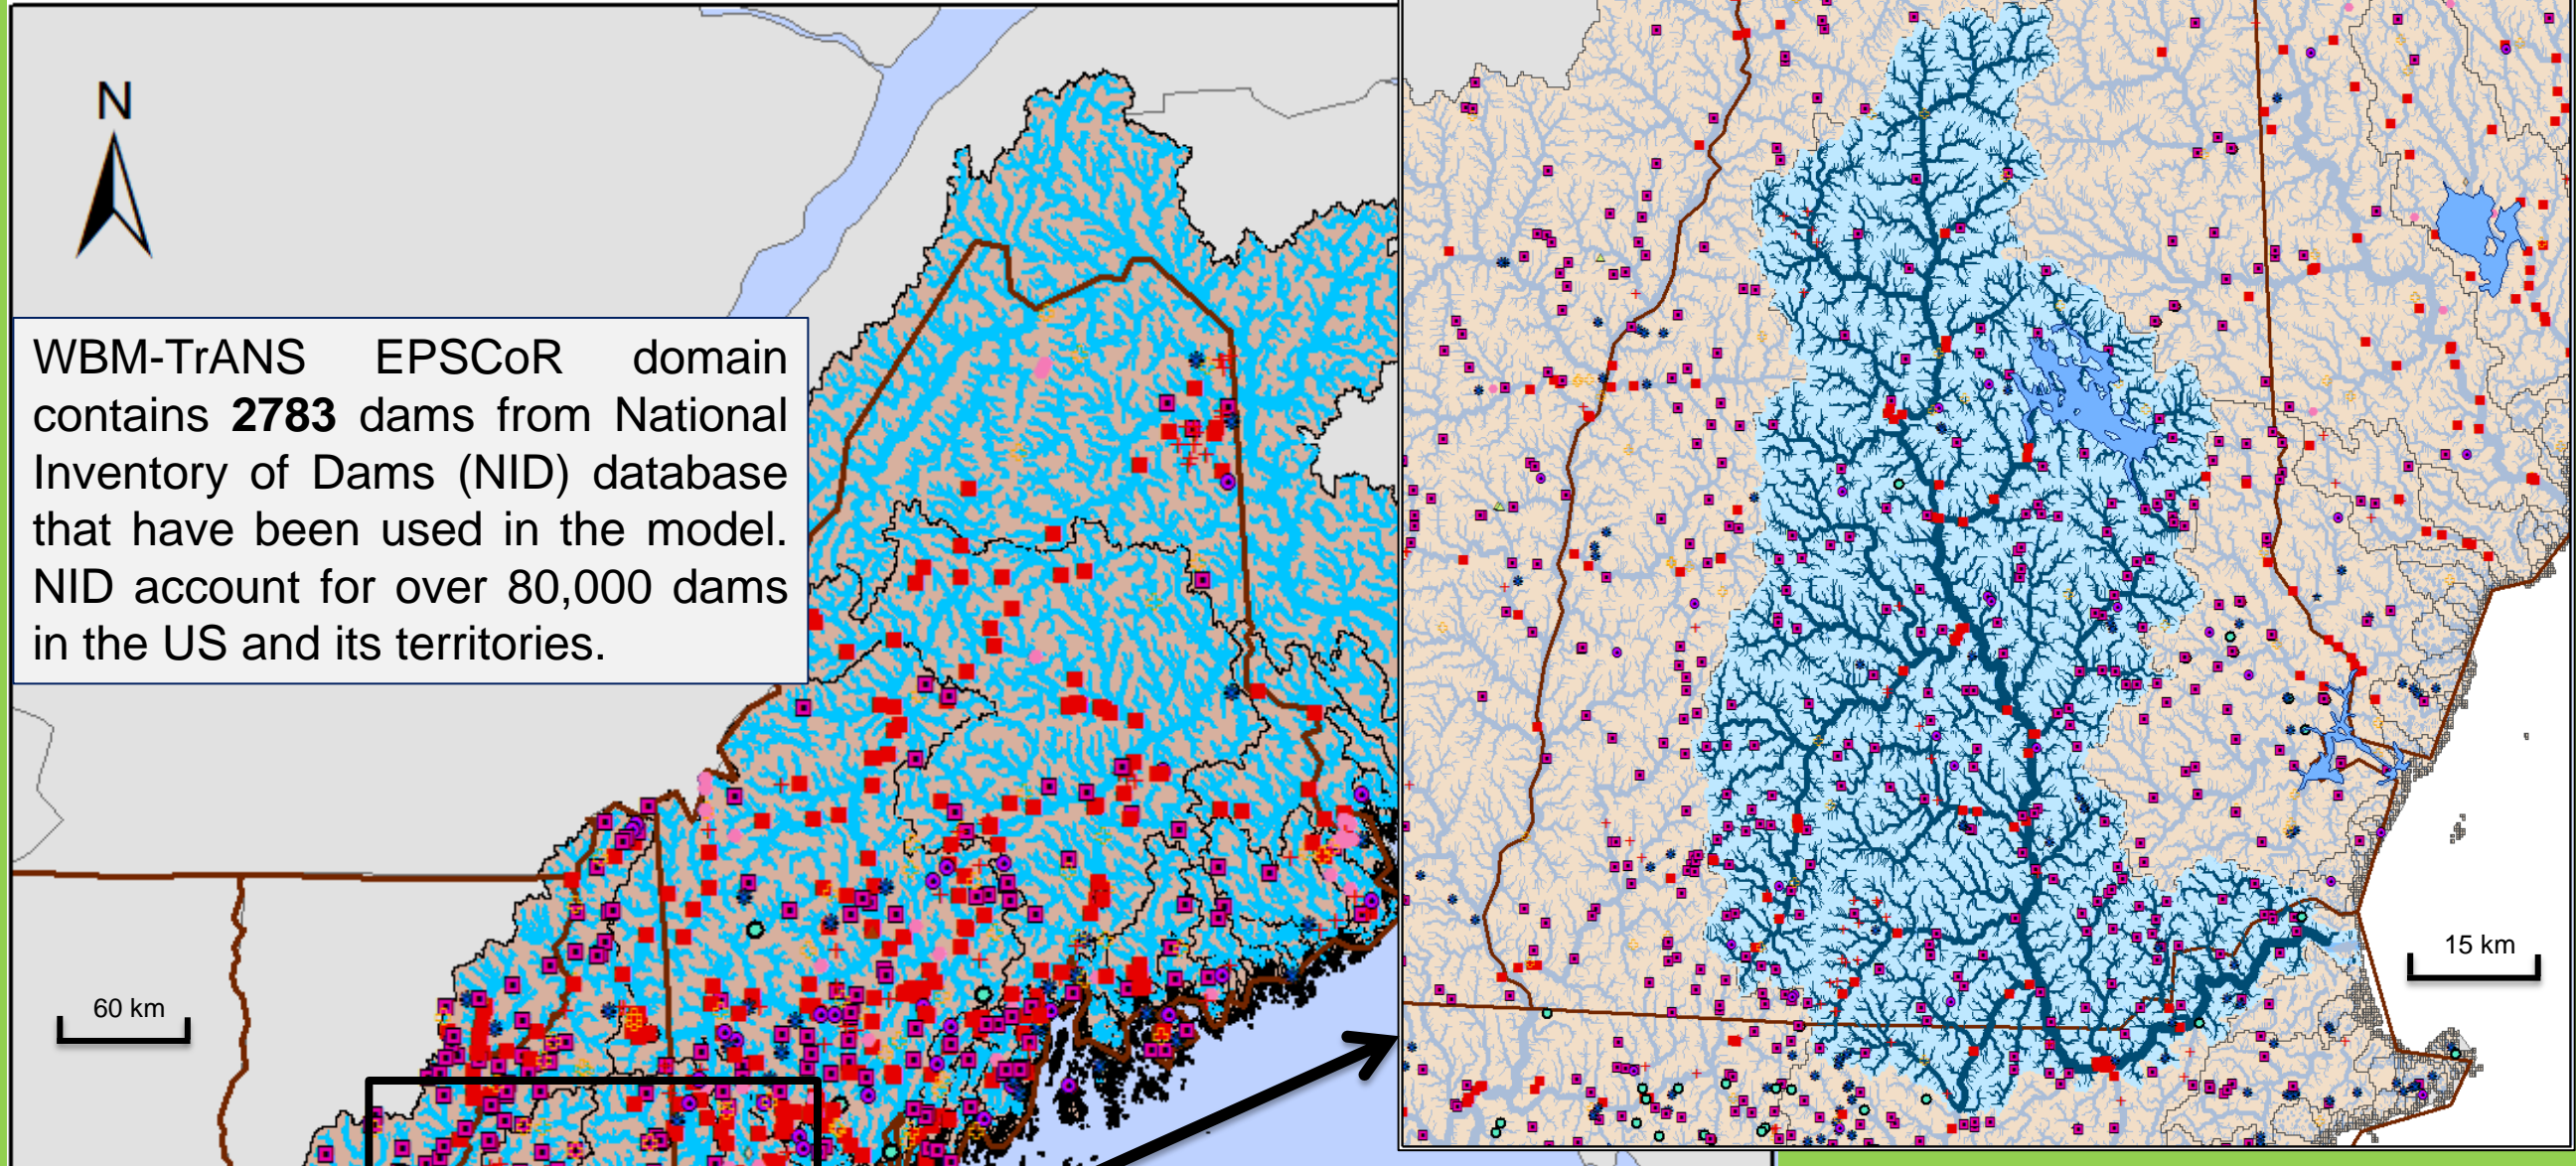 N
WBM-TrANS EPSCoR domain
contains 2783 dams from National
Inventory of Dams (NID) database
that have been used in the model.
NID account for over 80,000 dams
in the US and its territories.
60 km
15 km